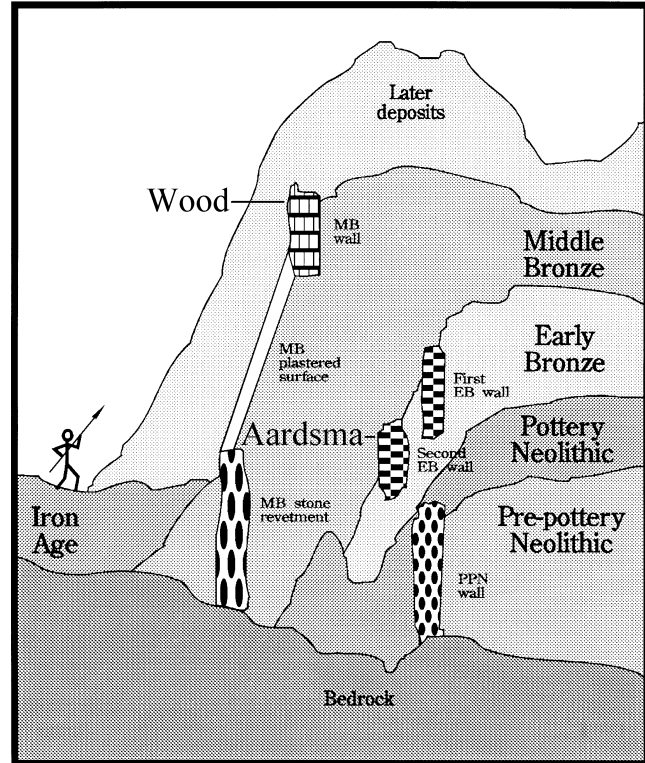 Later
deposits
Wood
MB
wall
Middle
Bronze
MB
plastered
surface
Early
Bronze
First
EB wall
Aardsma
Second
EB wall
Pottery
Neolithic
Iron
Age
MB stone
revetment
Pre-pottery
Neolithic
PPN
wall
Bedrock